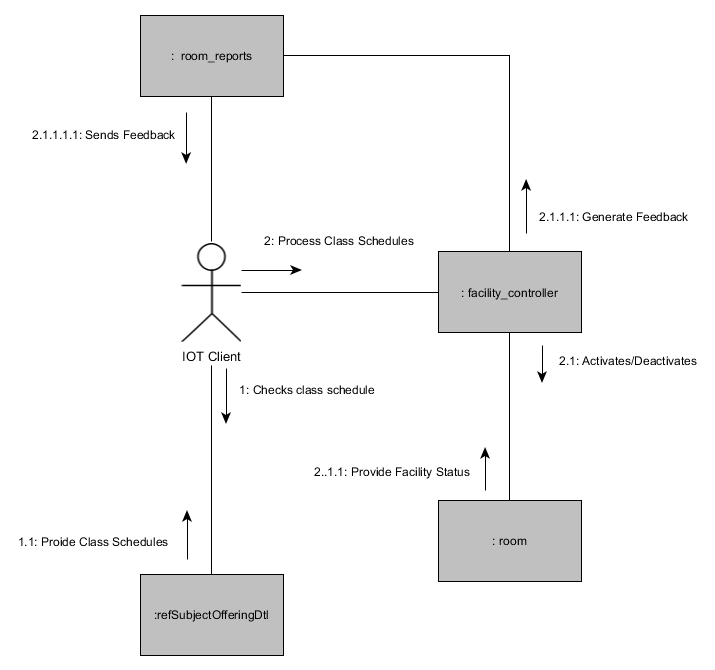 : room_reports
2.1.1.1.1: Sends Feedback
2.1.1.1: Generate Feedback
2: Process Class Schedules
: facility_controller
IOT Client
2.1: Activates/Deactivates
1: Checks class schedule
2..1.1: Provide Facility Status
1.1: Proide Class Schedules
: room
:refSubjectOfferingDtl